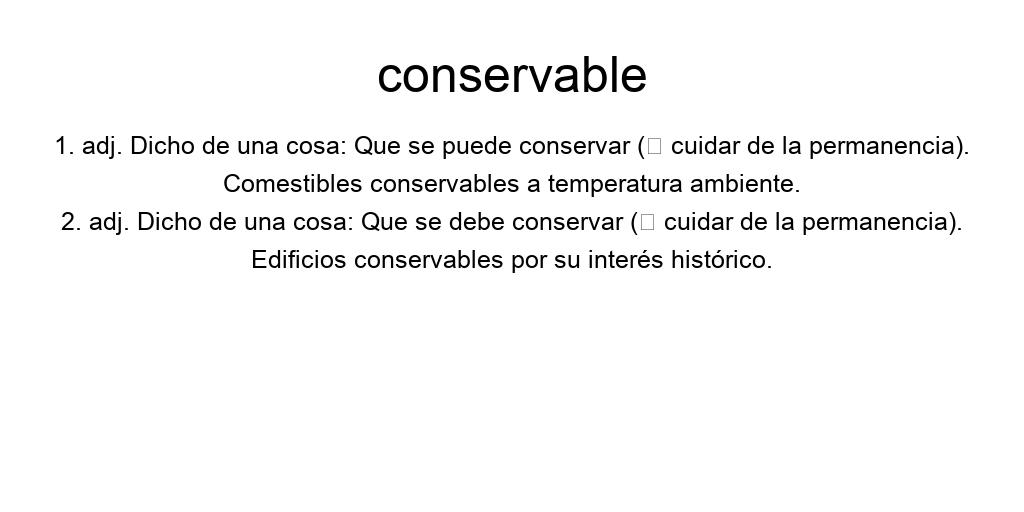 conservable
1. adj. Dicho de una cosa: Que se puede conservar (□ cuidar de la permanencia).
Comestibles conservables a temperatura ambiente.
2. adj. Dicho de una cosa: Que se debe conservar (□ cuidar de la permanencia).
Edificios conservables por su interés histórico.